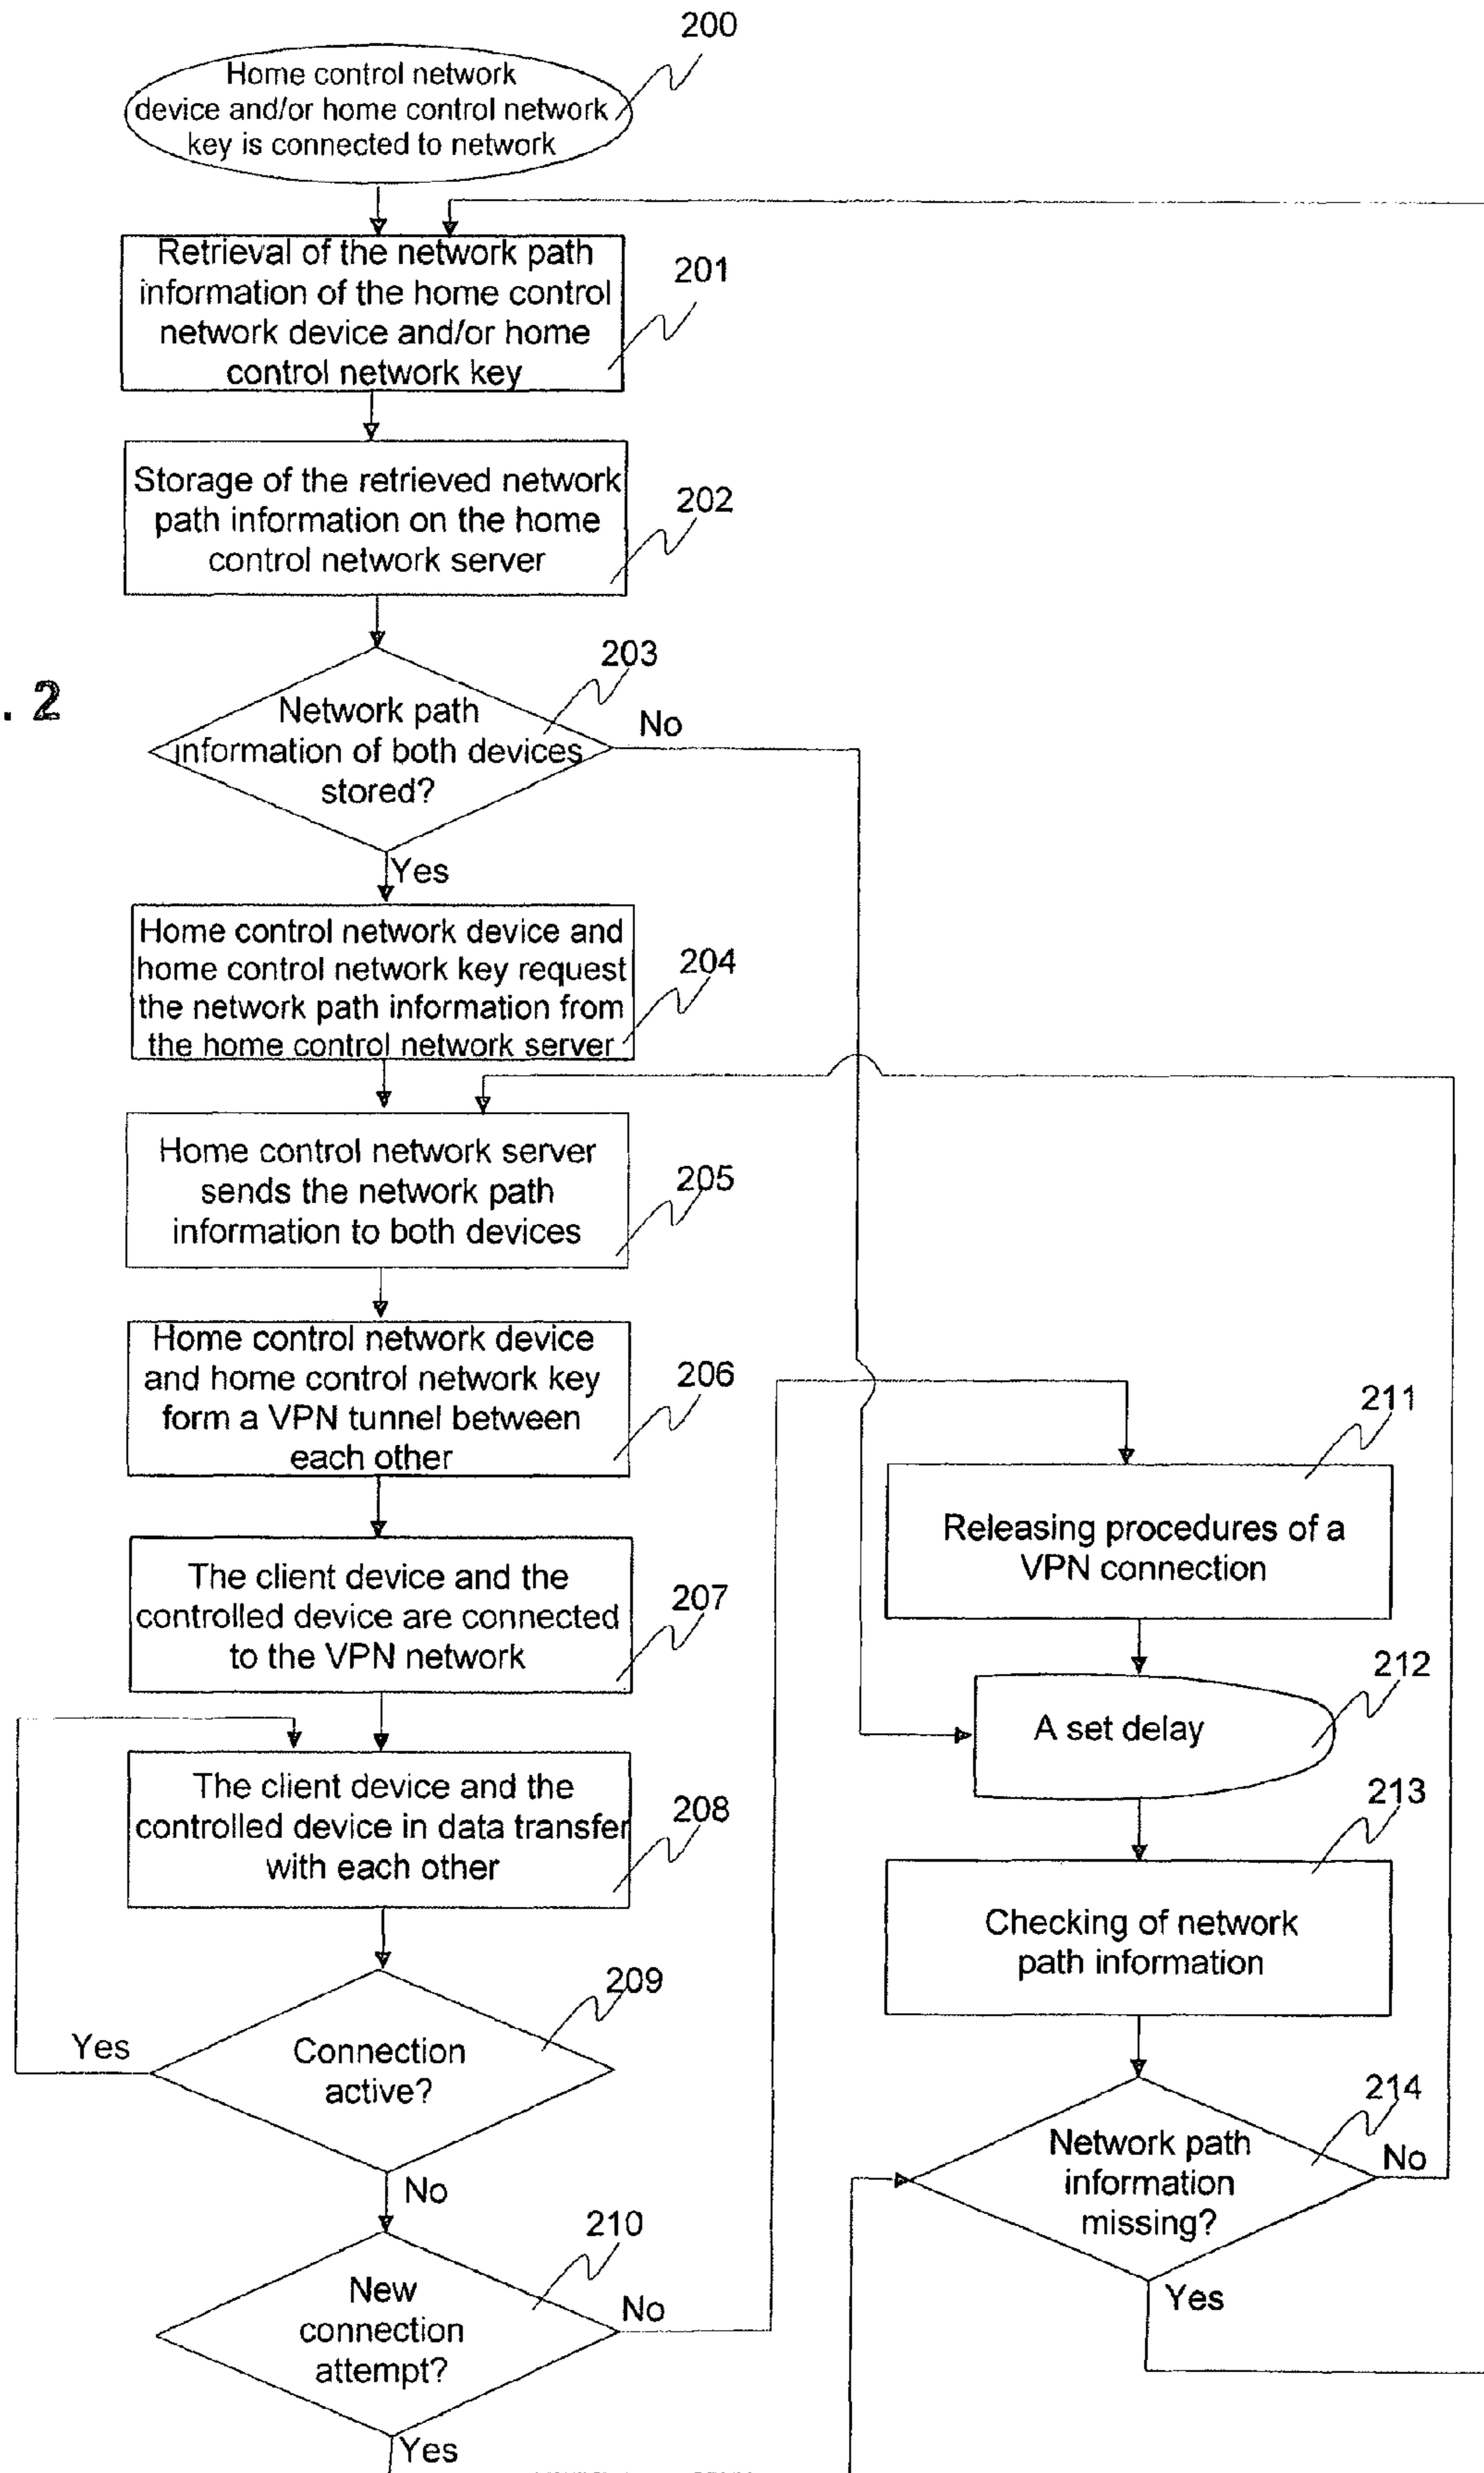 200
Home control network
device and/or home control network
key is connected to network
Retrieval of the network path
information of the home control
network device and/or home
control network key
201
Storage of the retrieved network
path information on the home
control network server
202
. 2
203
Network path
information of both devices
stored?
No
Yes
Home control network device and
home control network key request
the network path information from
the home control network server
204
Home control network server
sends the network path
information to both devices
205
Home control network device
and home control network key
form a VPN tunnel between
each other
206
The client device and the
controlled device are connected
to the VPN network
207
The client device and the
controlled device in data transfer
with each other
208
209
Connection
active?
Yes
No
210
New
connection
attempt?
No
Yes
211
Releasing procedures of a
VPN connection
212
A set delay
213
Checking of network
path information
214
Network path
information
missing?
No
Yes